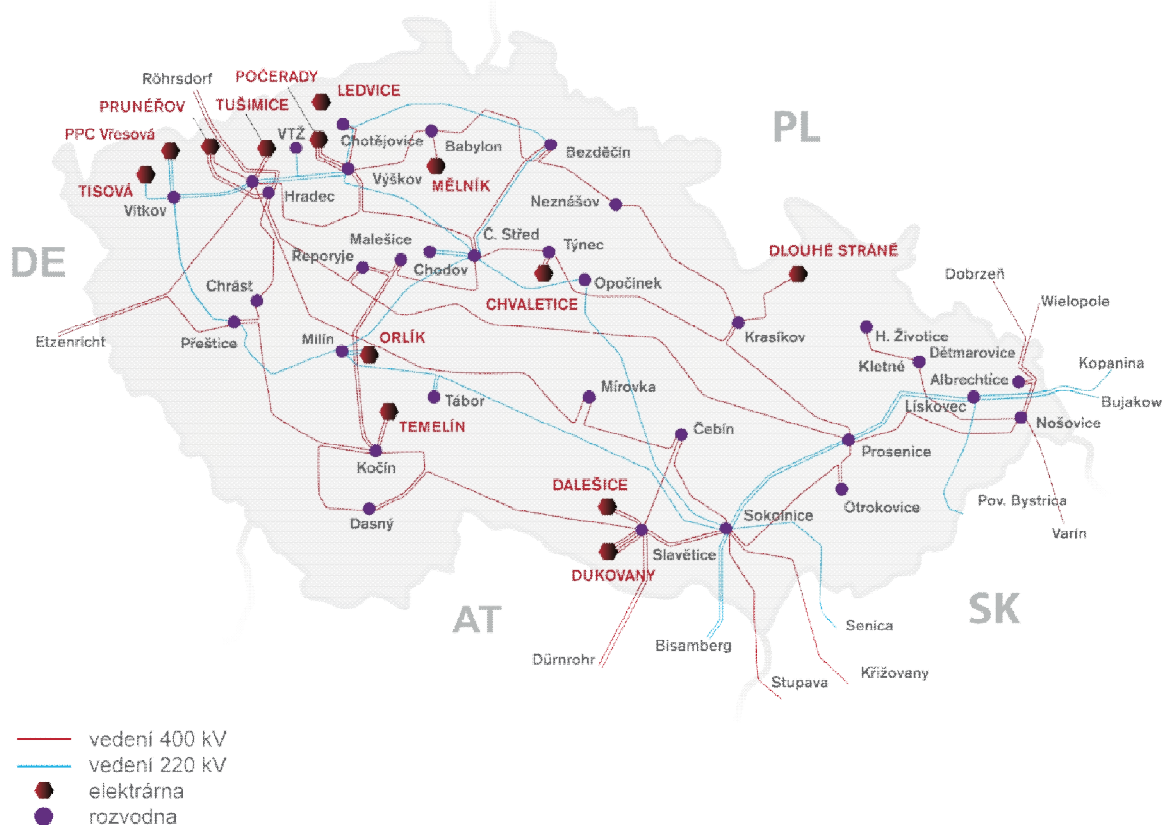 Röhrsdorf
POČERADY
LEDVICE
PRUNÉŘOV
TUŠIMICE
PPC Vřesová
VTŽ
Chotějovice
Babylon
Bezděčín
PL
TISOVÁ
Výškov
MĚLNÍK
Vítkov
Hradec
Neznášov
DE
Malešice
Č. Střed
Týnec
DLOUHÉ STRÁNĚ
Reporyje
Chodov
Opočínek
Dobrzeń
Chrást
CHVALETICE
Wielopole
Etzenricht
Přeštice
Milín
ORLÍK
Krasíkov
H. Životice
Dětmarovice
Kopanina
Kletné
Albrechtice
Tábor
Mírovka
Lískovec
Bujakow
TEMELÍN
Čebín
Nošovice
Kočín
Prosenice
DALEŠICE
Dasný
Sokolnice
Otrokovice
Pov. Bystrica
Varín
Slavětice
DUKOVANY
AT
SK
Senica
Bisamberg
Dürnrohr
Stupava
Křižovany
vedení 400 kV
vedení 220 kV
elektrárna
rozvodna